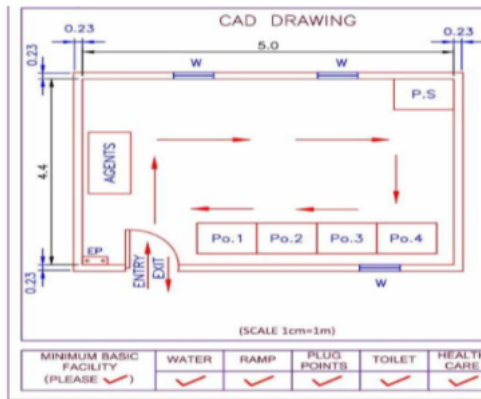 CAD DRAWING
0.23
5.0
0.23
0.23
W
W
P.S
4.4
AGENTS
Po.1
Po.2
Po.3
Po.4
EP
ENTRY
EXIT
0.23
W
(SCALE 1cm=1m)
MINIMUM BASIC
FACILITY
(PLEASE ✓)
WATER
RAMP
PLUG
POINTS
TOILET
HEALTH
CARE